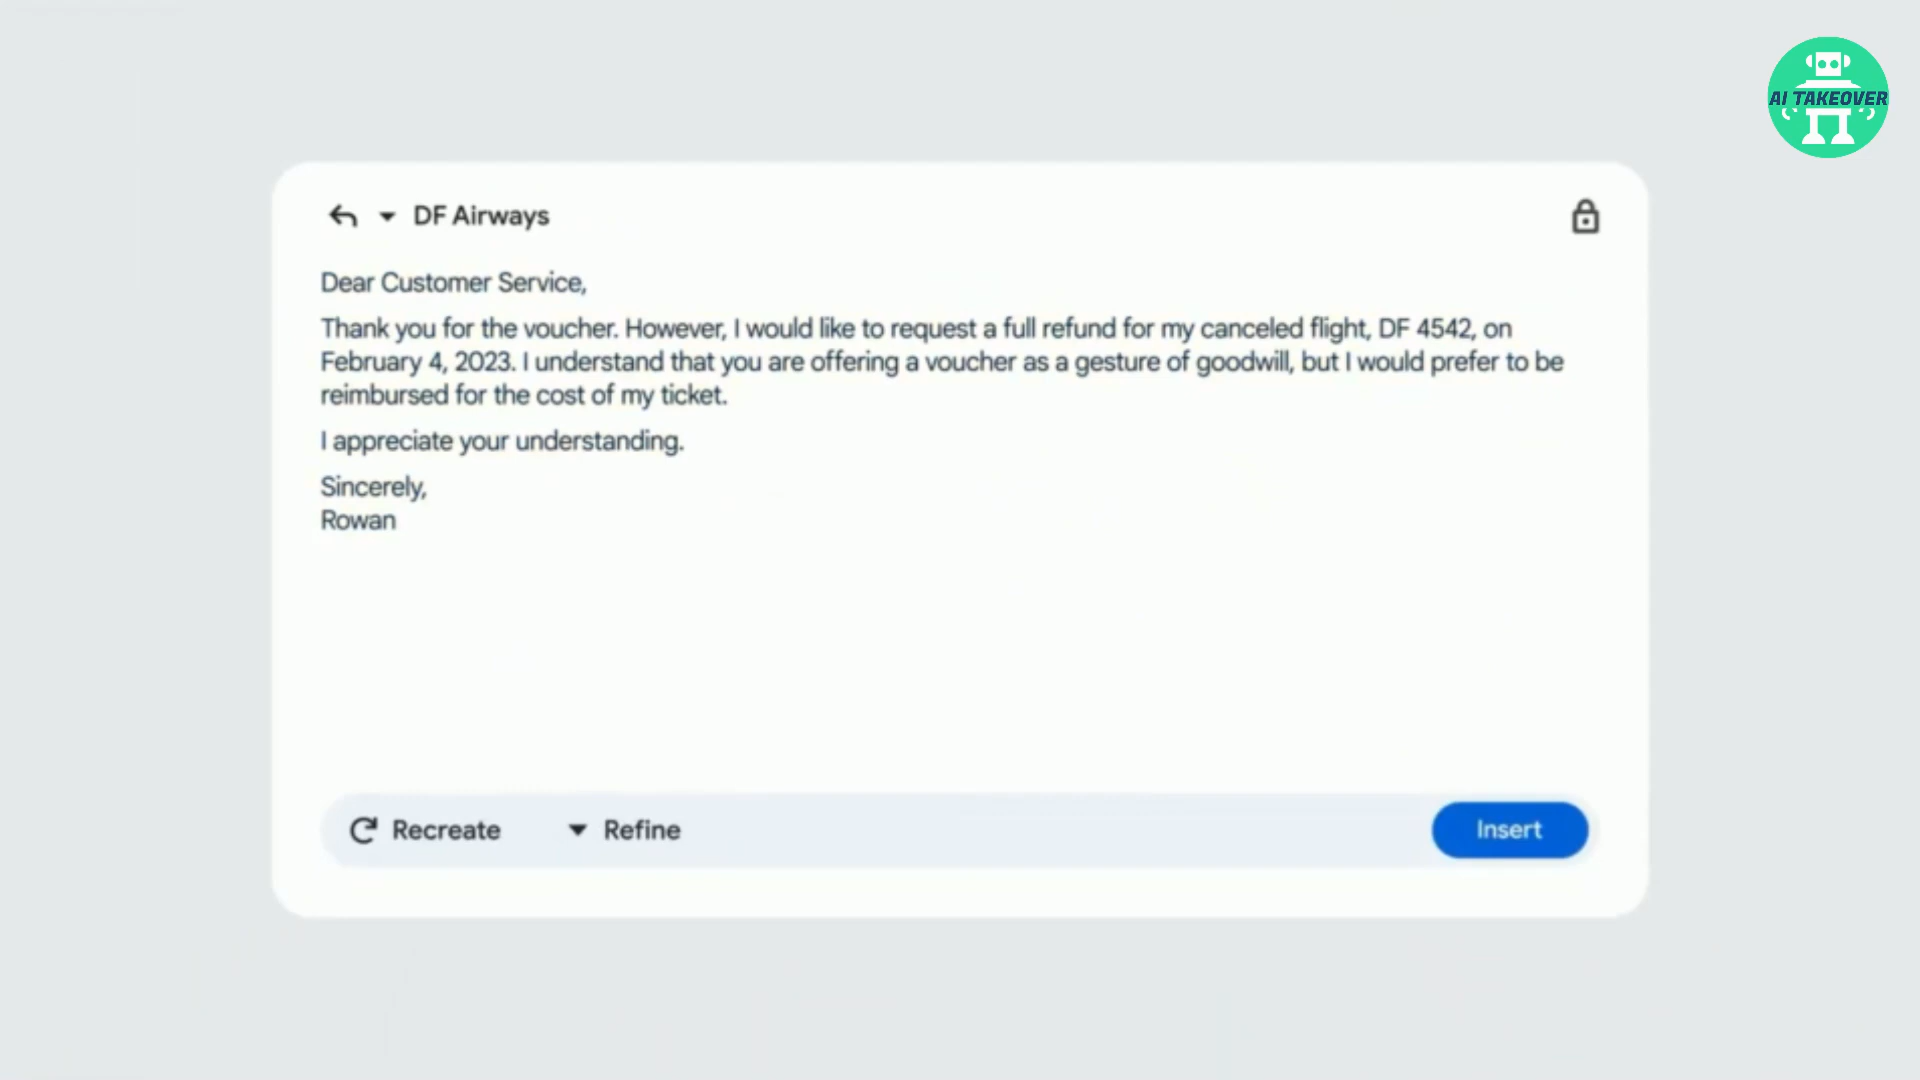 AI TAKEOVER
DF Airways
Dear Customer Service,
Thank you for the voucher. However, I would like to request a full refund for my canceled flight, DF 4542, on
February 4, 2023. I understand that you are offering a voucher as a gesture of goodwill, but I would prefer to be
reimbursed for the cost of my ticket.
I appreciate your understanding.
Sincerely,
Rowan
Recreate
Refine
Insert